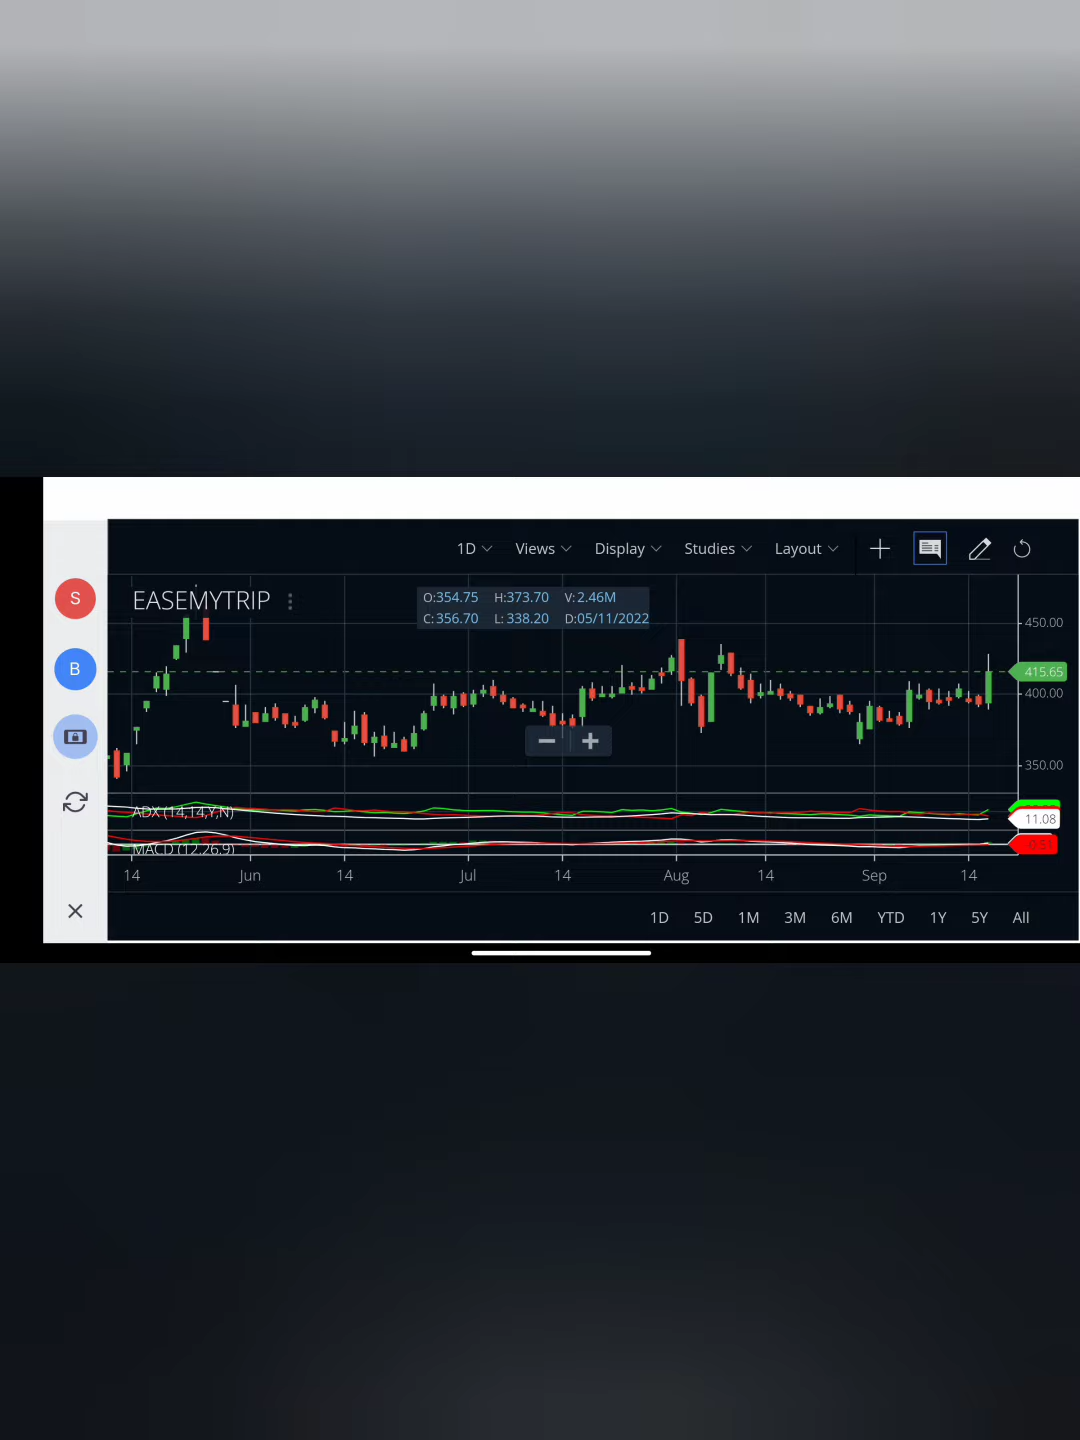 1D Views Display Studies Layout
S
EASEMYTRIP
O:354.75 H:373.70 V:2.46M
C:356.70 L:338.20 D:05/11/2022
450.00
B
415.65
400.00
350.00
ADX (14,14,Y,N)
11.08
MACD (12,26,9)
14 Jun 14 Jul 14 Aug 14 Sep 14
1D 5D 1M 3M 6M YTD 1Y 5Y All